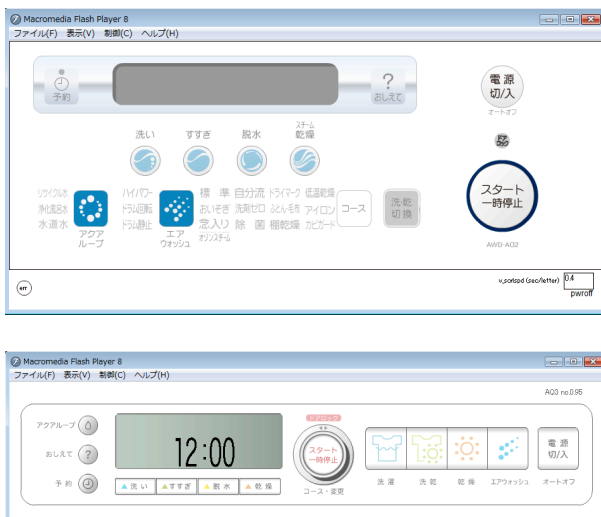 Macromedia Flash Player 8
ファイル(F) 表示(V) 制御(C) ヘルプ(H)
予約
?
おしえて
電源
切/入
オートオフ
洗い すすぎ 脱水 スチーム
乾燥
リサイクル水 ハイパワー 標 準 自分流 ドライマーク 低温乾燥
浄化風呂水 ドラム回転 おいそぎ 洗剤ゼロ ふとん・毛布 アイロン コース
水道水 ドラム静止 念入り 除 菌 棚乾燥 カビガード
オゾンスチーム
アクア
ループ
エア
ウォッシュ
洗・乾
切 換
スタート
一時停止
AWD-AQ2
err
v_scrlspd (sec/letter) 0.4
pwroff
Macromedia Flash Player 8
ファイル(F) 表示(V) 制御(C) ヘルプ(H)
AQ3 no.0.95
アクアループ
おしえて ?
予 約
12:00
洗 い すすぎ 脱 水 乾 燥
ドアロック
スタート
一時停止
コース・変更
洗 濯 洗 乾 乾 燥 エアウォッシュ
電 源
切/入
オートオフ